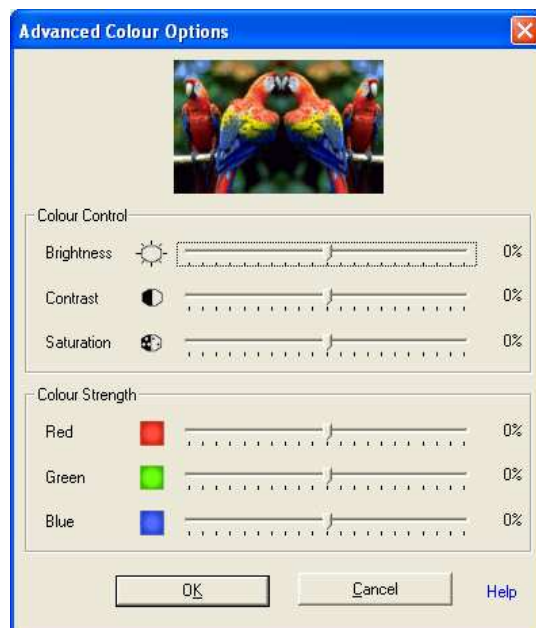 Advanced Colour Options
Colour Control
Brightness 0%
Contrast 0%
Saturation 0%
Colour Strength
Red 0%
Green 0%
Blue 0%
OK Cancel Help